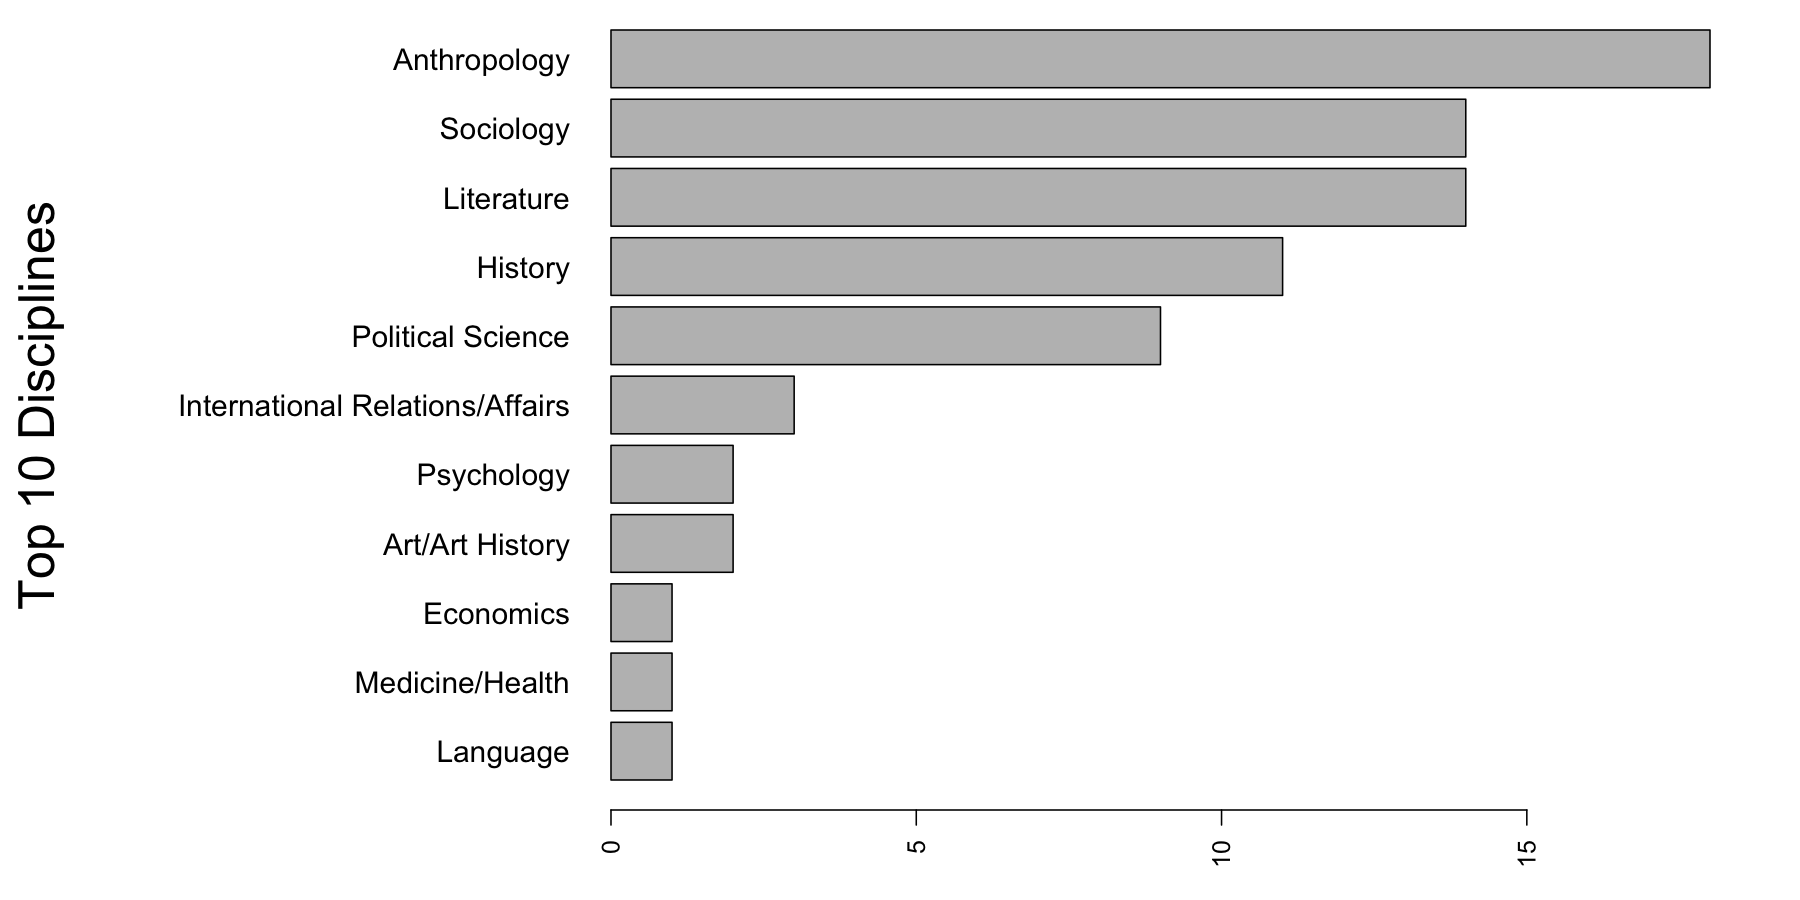 Top 10 Disciplines
Anthropology
Sociology
Literature
History
Political Science
International Relations/Affairs
Psychology
Art/Art History
Economics
Medicine/Health
Language
0 5 10 15